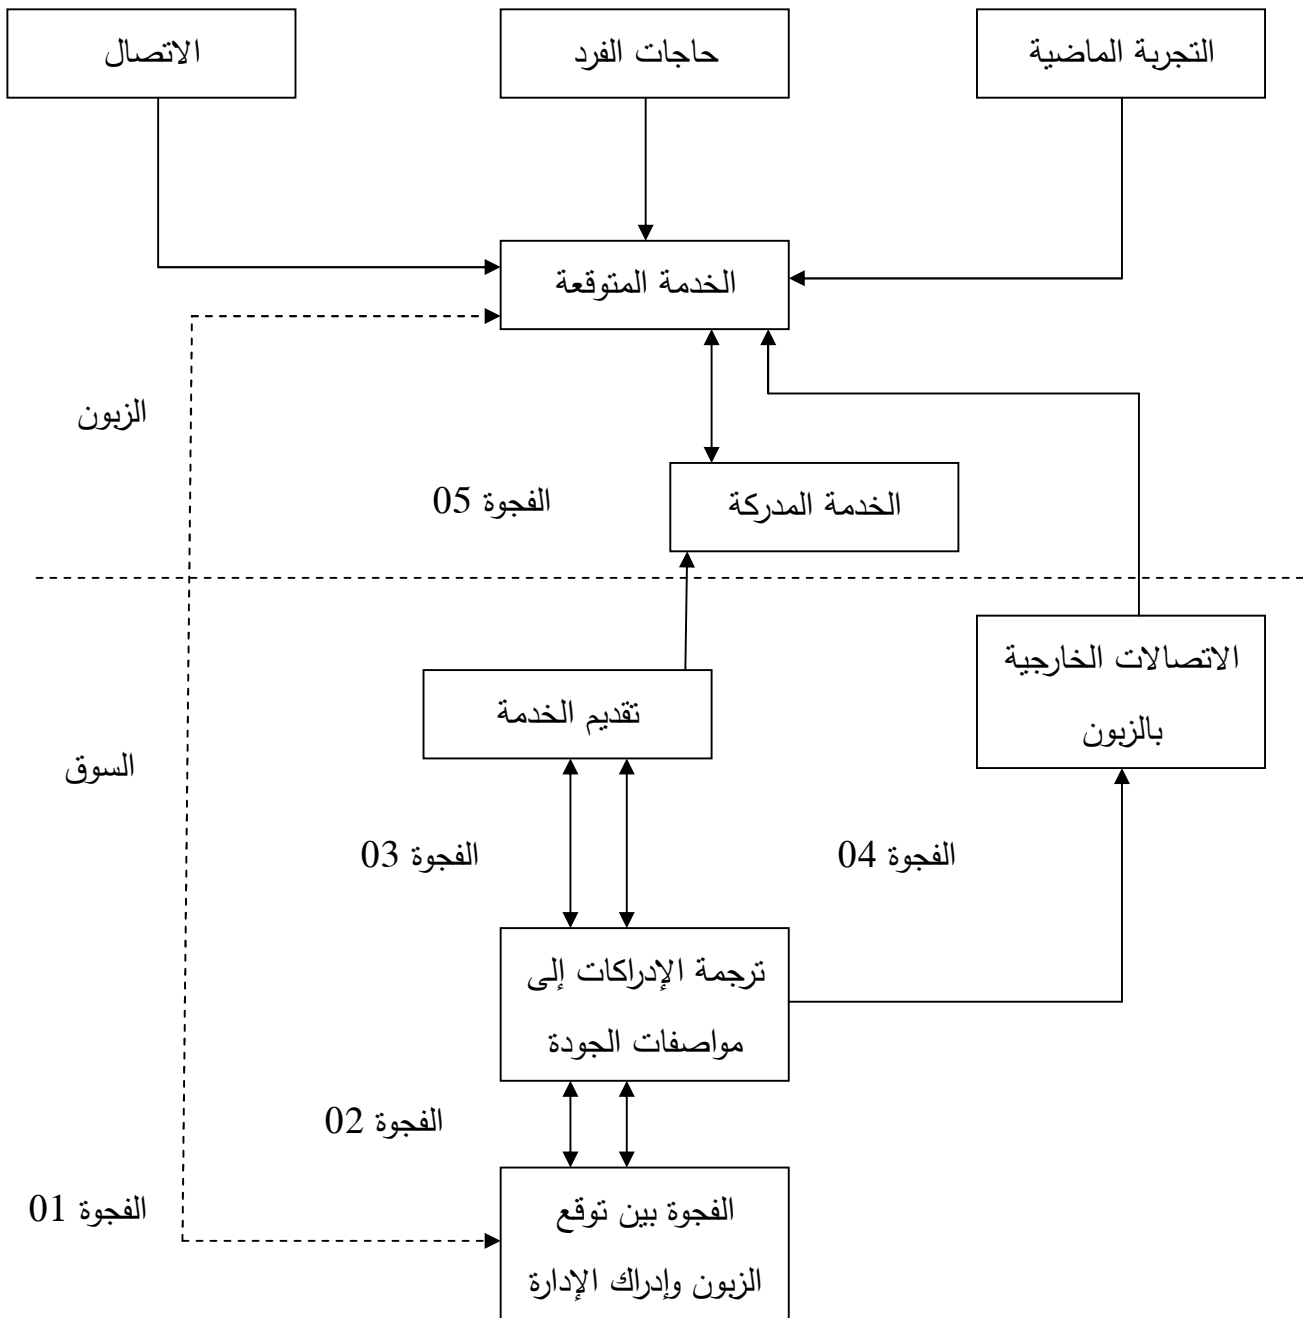 التجربة الماضية
حاجات الفرد
الاتصال
الخدمة المتوقعة
الزبون
الخدمة المدركة
الفجوة 05
الاتصالات الخارجية
بالزبون
تقديم الخدمة
السوق
الفجوة 04
الفجوة 03
ترجمة الإدراكات إلى
مواصفات الجودة
الفجوة 02
الفجوة 01
الفجوة بين توقع
الزبون وإدراك الإدارة